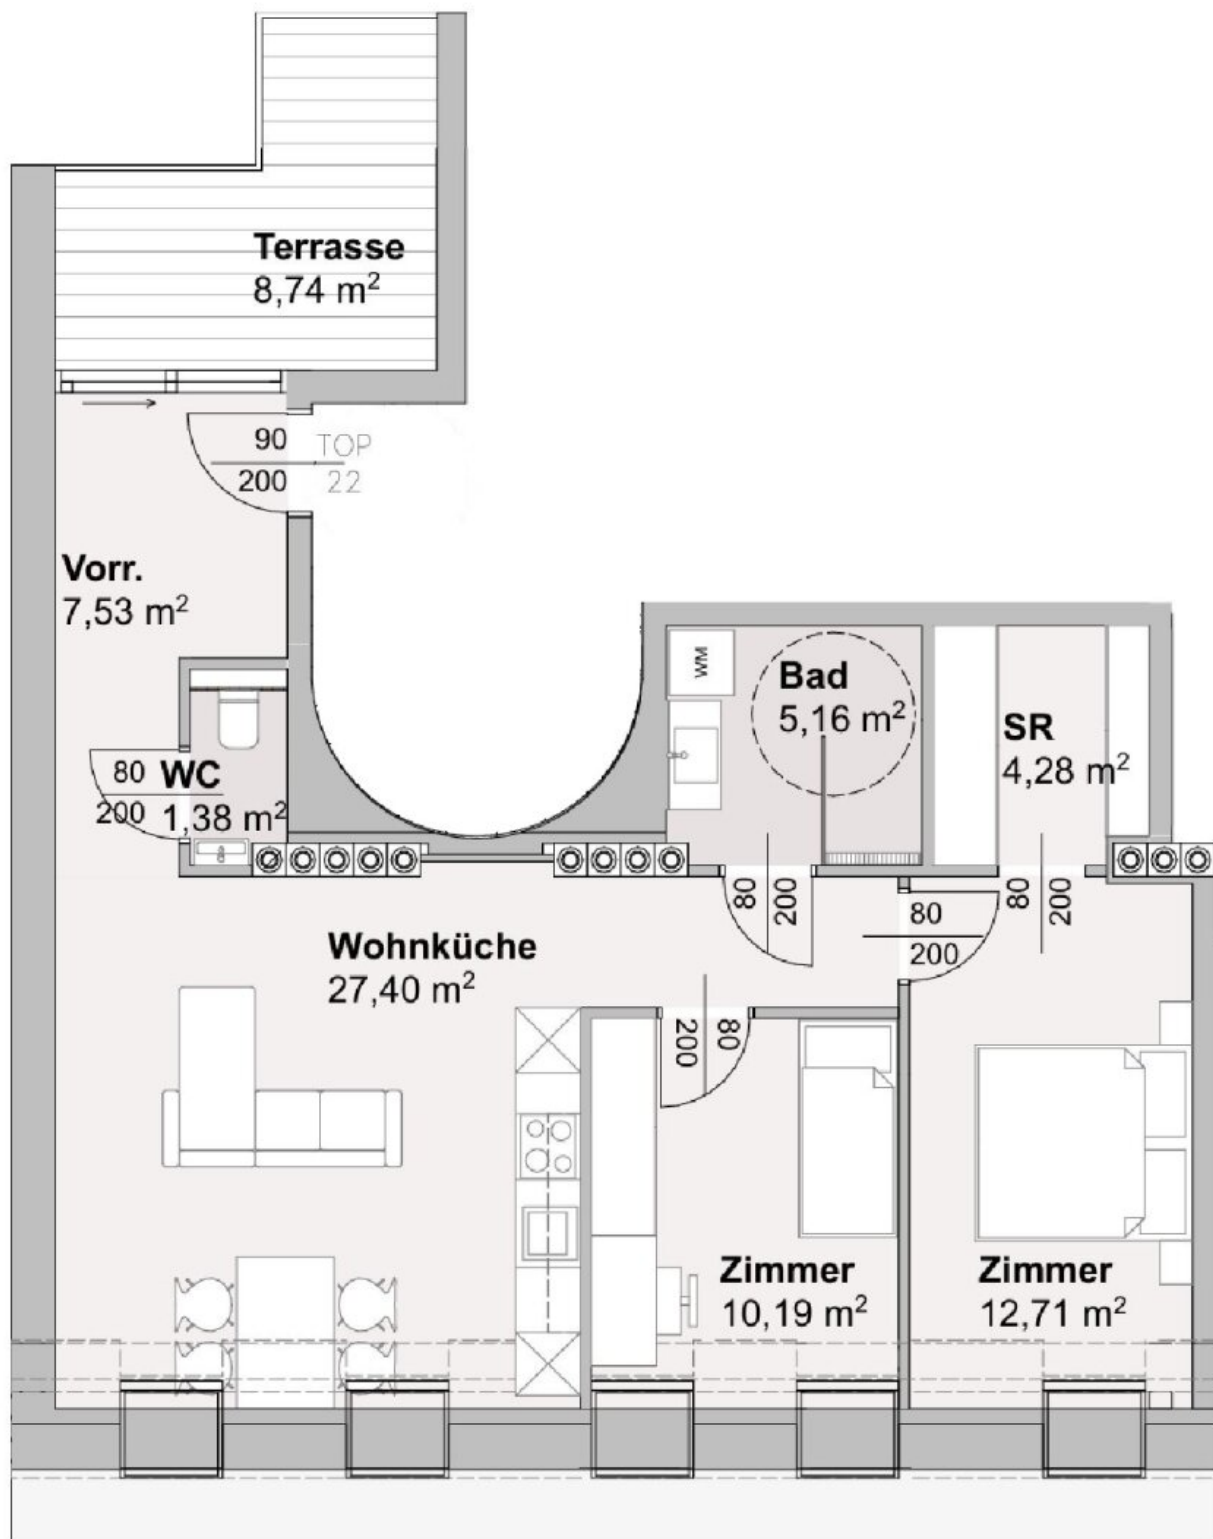 Terrasse
8,74 m²
90
200
TOP
22
Vorr.
7,53 m²
WM
Bad
5,16 m²
SR
4,28 m²
80
200
WC
1,38 m²
80
200
80
200
80
200
Wohnküche
27,40 m²
80
200
Zimmer
10,19 m²
Zimmer
12,71 m²